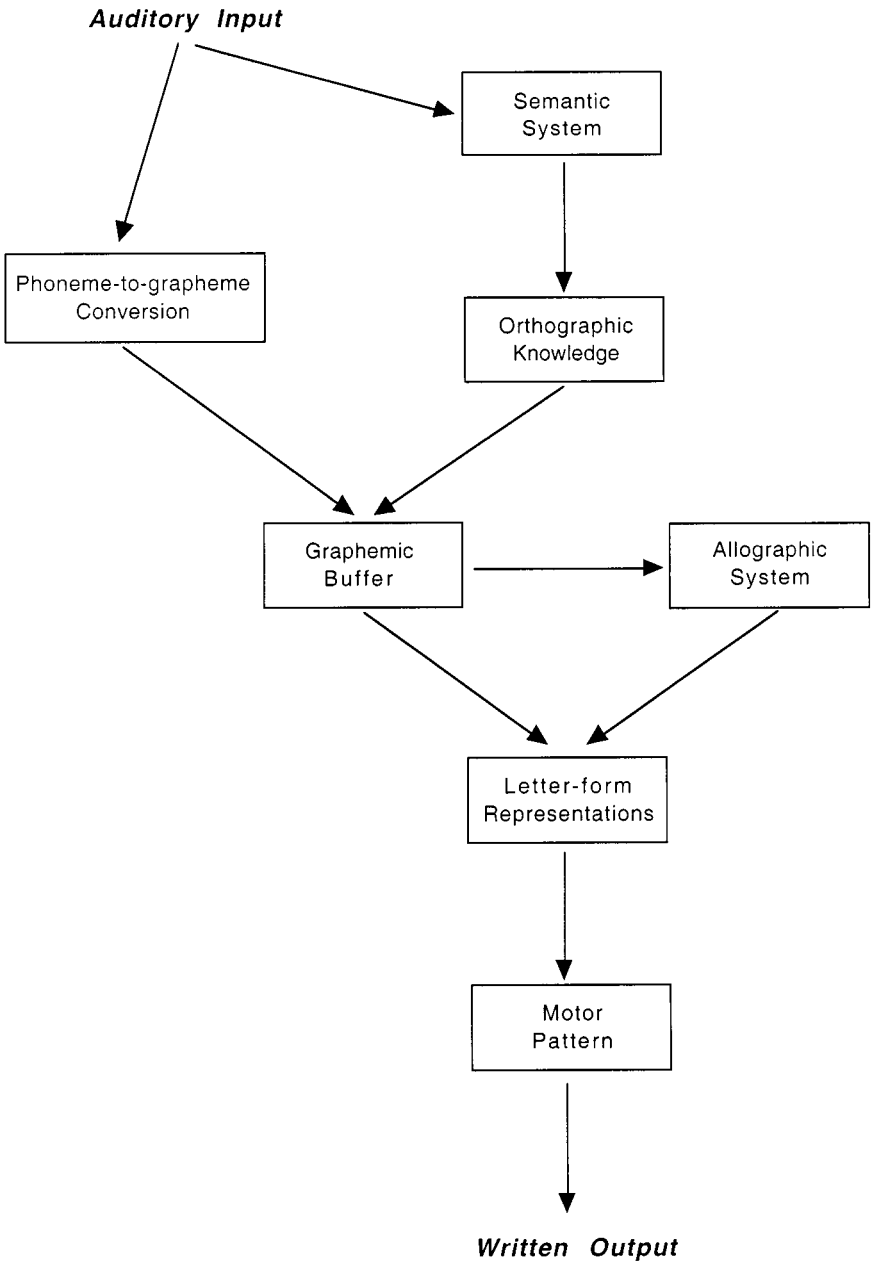 Auditory Input
Semantic
System
Phoneme-to-grapheme
Conversion
Orthographic
Knowledge
Graphemic
Buffer
Allographic
System
Letter-form
Representations
Motor
Pattern
Written Output